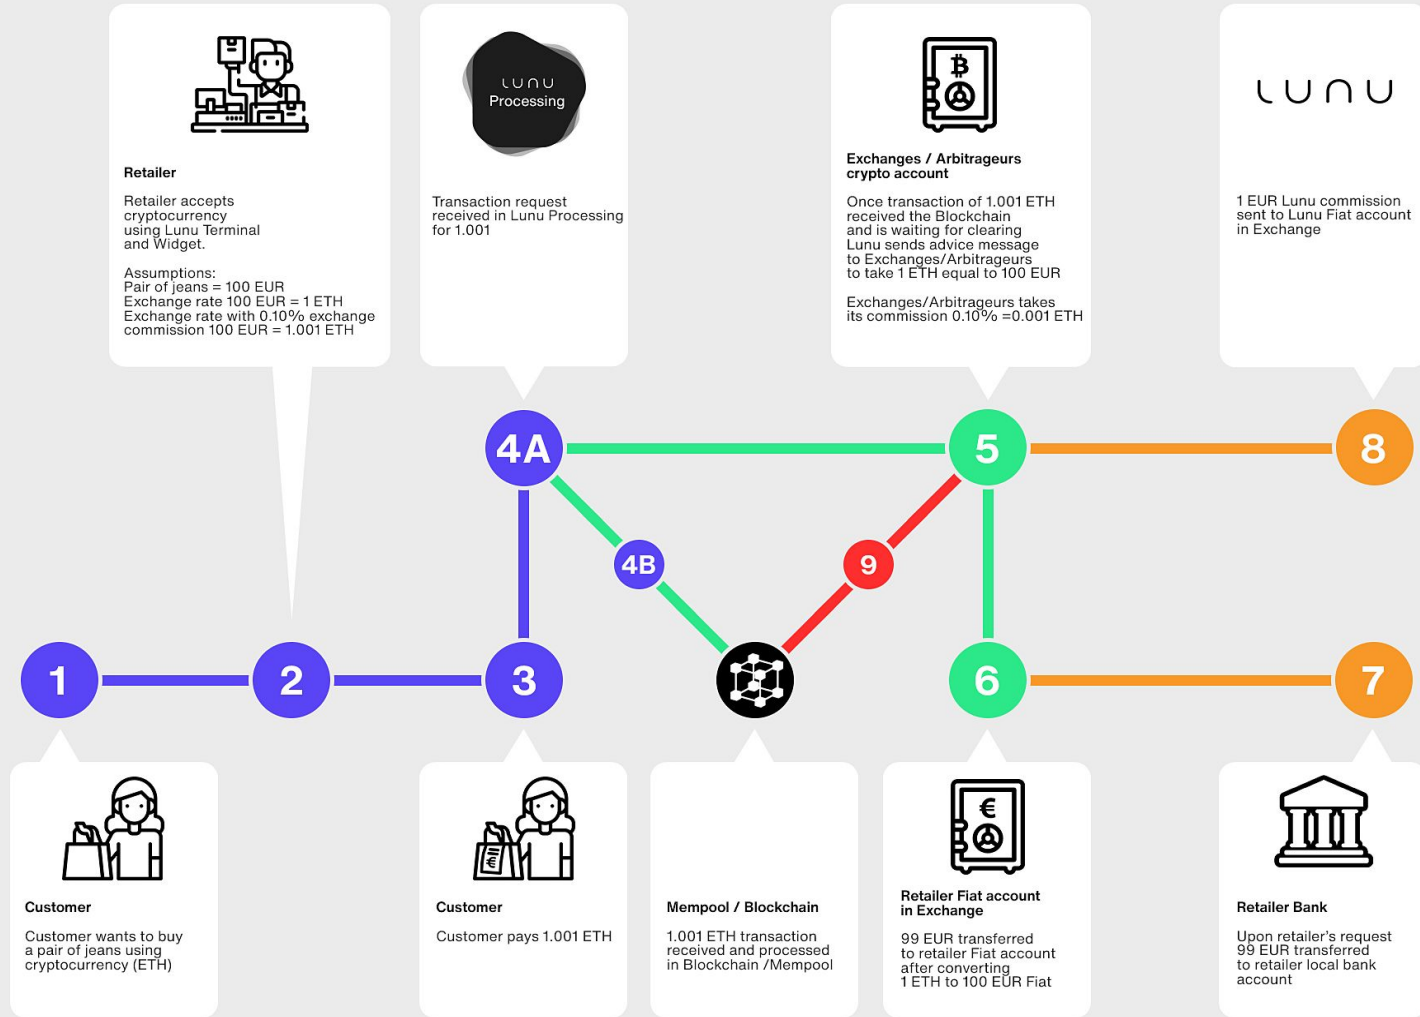 Retailer
Retailer accepts
cryptocurrency
using Lunu Terminal
and Widget.
Assumptions:
Pair of jeans = 100 EUR
Exchange rate 100 EUR = 1 ETH
Exchange rate with 0.10% exchange
commission 100 EUR = 1.001 ETH
LUNU
Processing
Transaction request
received in Lunu Processing
for 1.001
B
Exchanges / Arbitrageurs
crypto account
Once transaction of 1.001 ETH
received the Blockchain
and is waiting for clearing
Lunu sends advice message
to Exchanges/Arbitrageurs
to take 1 ETH equal to 100 EUR
Exchanges/Arbitrageurs takes
its commission 0.10% =0.001 ETH
LUNU
1 EUR Lunu commission
sent to Lunu Fiat account
in Exchange
4A
5
8
4B
9
1
2
3
6
7
Customer
Customer wants to buy
a pair of jeans using
cryptocurrency (ETH)
€
Customer
Customer pays 1.001 ETH
Mempool / Blockchain
1.001 ETH transaction
received and processed
in Blockchain /Mempool
€
Retailer Fiat account
in Exchange
99 EUR transferred
to retailer Fiat account
after converting
1 ETH to 100 EUR Fiat
Retailer Bank
Upon retailer's request
99 EUR transferred
to retailer local bank
account